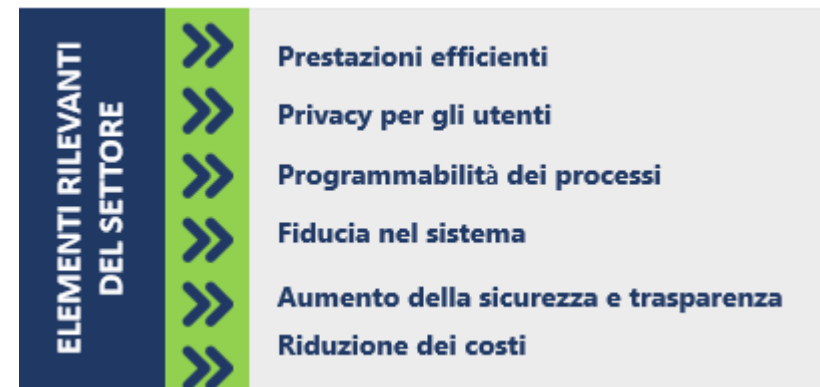 ELEMENTI RILEVANTI
DEL SETTORE
Prestazioni efficienti
Privacy per gli utenti
Programmabilità dei processi
Fiducia nel sistema
Aumento della sicurezza e trasparenza
Riduzione dei costi